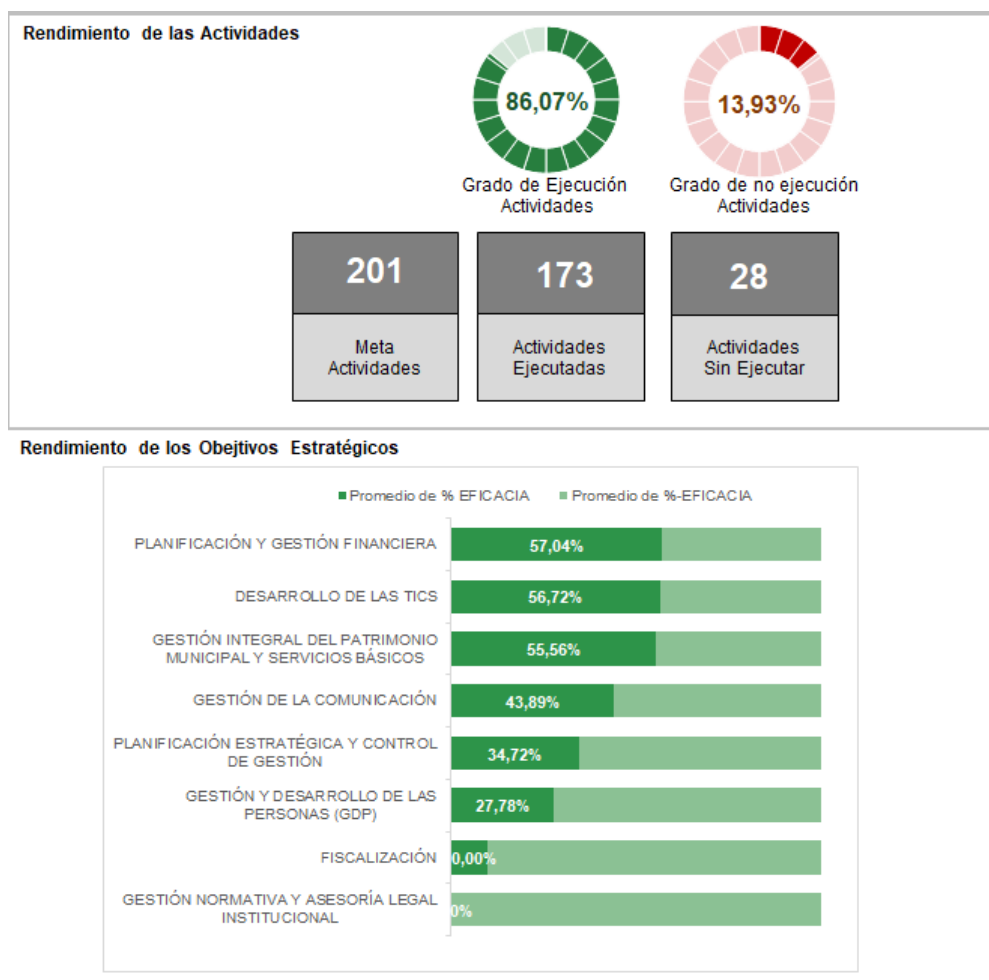 Rendimiento de las Actividades
86,07%
13,93%
Grado de Ejecución
Actividades
Grado de no ejecución
Actividades
201
173
28
Meta
Actividades
Actividades
Ejecutadas
Actividades
Sin Ejecutar
Rendimiento de los Obejtivos Estratégicos
Promedio de % EFICACIA
Promedio de %-EFICACIA
PLANIFICACIÓN Y GESTIÓN FINANCIERA
57,04%
DESARROLLO DE LAS TICS
56,72%
GESTIÓN INTEGRAL DEL PATRIMONIO
MUNICIPAL Y SERVICIOS BÁSICOS
55,56%
GESTIÓN DE LA COMUNICACIÓN
43,89%
PLANIFICACIÓN ESTRATÉGICA Y CONTROL
DE GESTIÓN
34,72%
GESTIÓN Y DESARROLLO DE LAS
PERSONAS (GDP)
27,78%
FISCALIZACIÓN
0,00%
GESTIÓN NORMATIVA Y ASESORÍA LEGAL
INSTITUCIONAL
0%